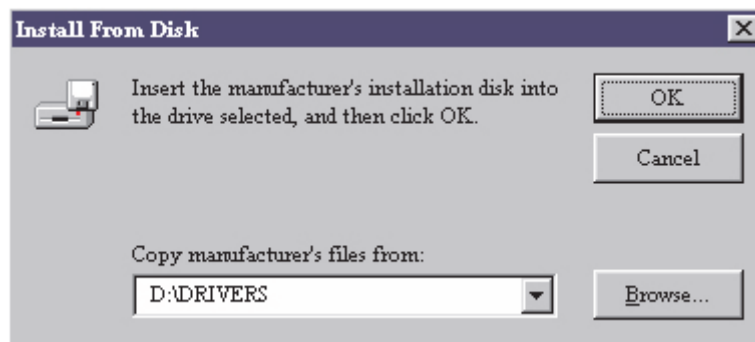 Install From Disk
Insert the manufacturer's installation disk into
the drive selected, and then click OK.
OK
Cancel
Copy manufacturer's files from:
D:\DRIVERS
Browse...